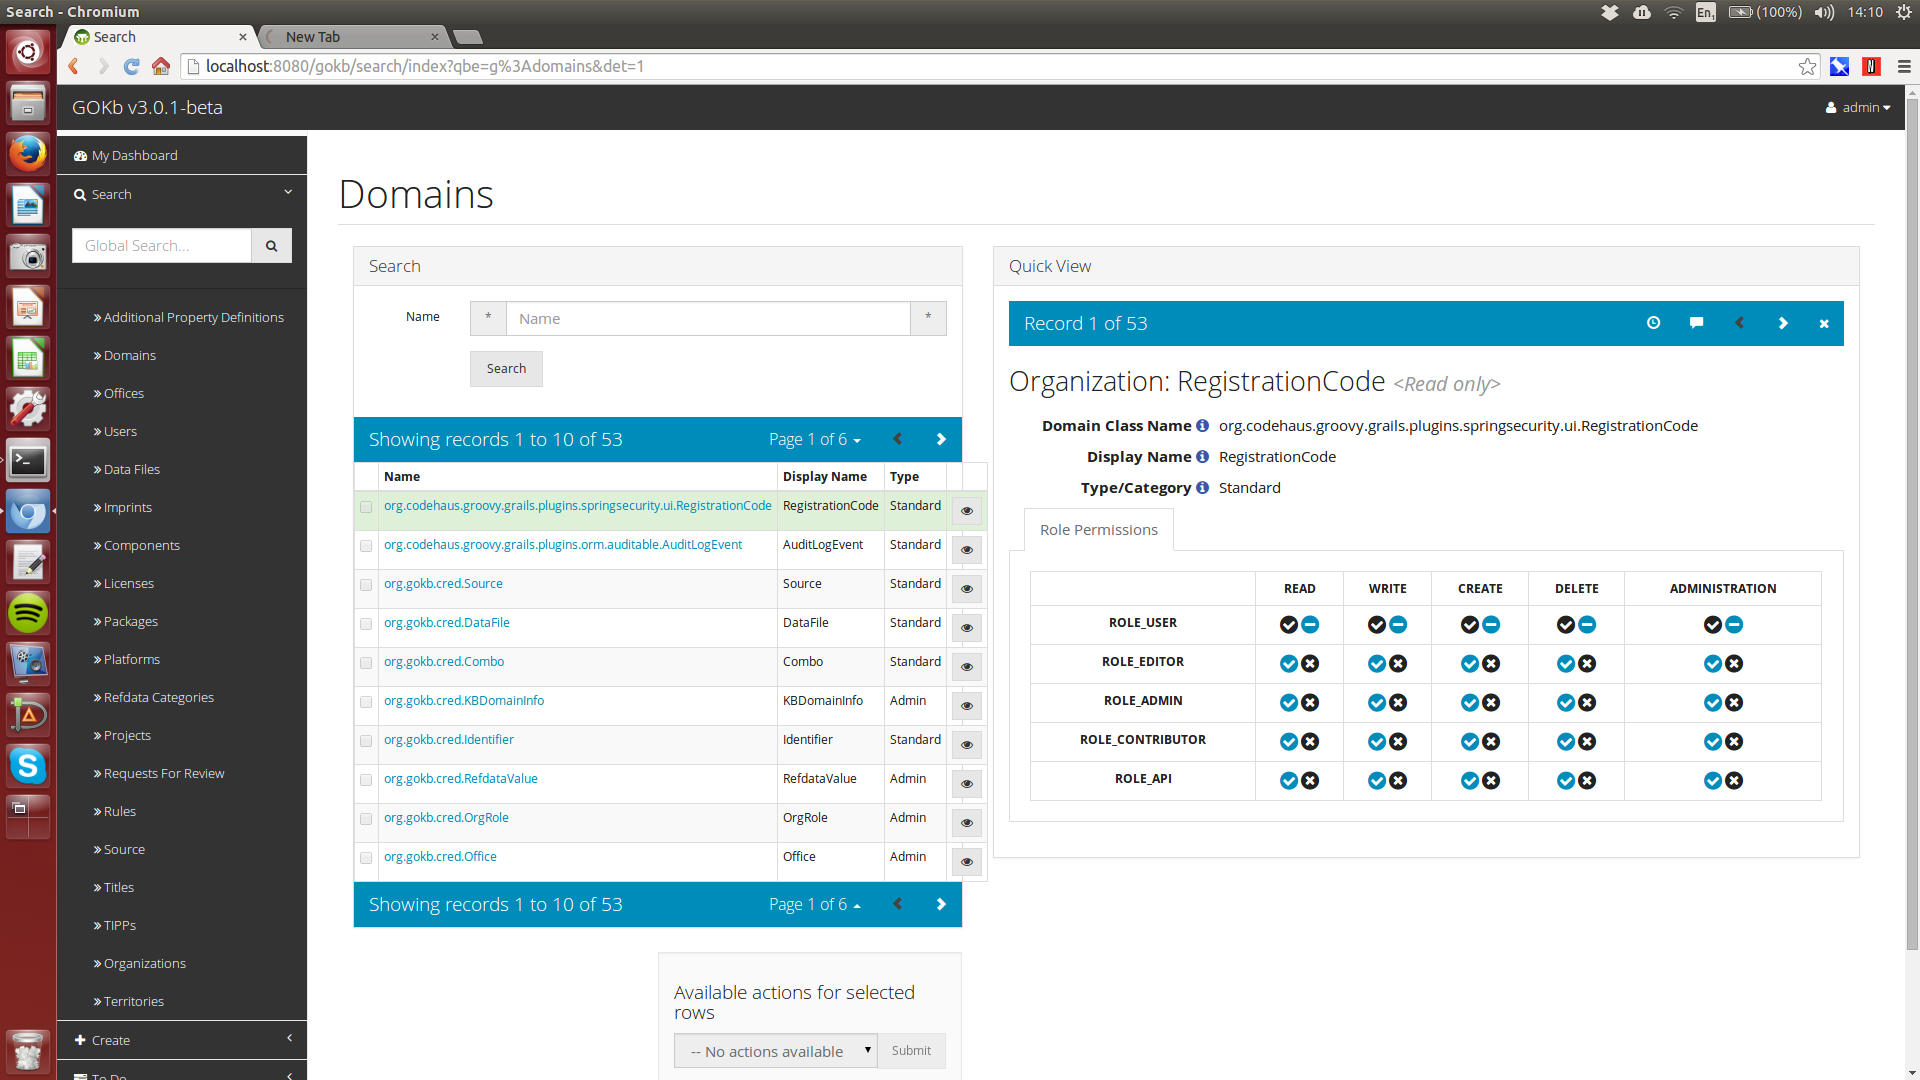 Search - Chromium
En1
(100%)
14:10
Search
New Tab
localhost:8080/gokb/search/index?qbe=g%3Adomains&det=1
GOKb v3.0.1-beta
admin
My Dashboard
Search
Global Search...
Additional Property Definitions
Domains
Offices
Users
Data Files
Imprints
Components
Licenses
Packages
Platforms
Refdata Categories
Projects
Requests For Review
Rules
Source
Titles
TIPPs
Organizations
Territories
Create
To Do
Domains
Search
Name * Name *
Search
Showing records 1 to 10 of 53 Page 1 of 6
Name Display Name Type
org.codehaus.groovy.grails.plugins.springsecurity.ui.RegistrationCode RegistrationCode Standard
org.codehaus.groovy.grails.plugins.orm.auditable.AuditLogEvent AuditLogEvent Standard
org.gokb.cred.Source Source Standard
org.gokb.cred.DataFile DataFile Standard
org.gokb.cred.Combo Combo Standard
org.gokb.cred.KBDomainInfo KBDomainInfo Admin
org.gokb.cred.Identifier Identifier Standard
org.gokb.cred.RefdataValue RefdataValue Admin
org.gokb.cred.OrgRole OrgRole Admin
org.gokb.cred.Office Office Admin
Showing records 1 to 10 of 53 Page 1 of 6
Available actions for selected
rows
-- No actions available Submit
Quick View
Record 1 of 53
Organization: RegistrationCode <Read only>
Domain Class Name org.codehaus.groovy.grails.plugins.springsecurity.ui.RegistrationCode
Display Name RegistrationCode
Type/Category Standard
Role Permissions
READ WRITE CREATE DELETE ADMINISTRATION
ROLE_USER
ROLE_EDITOR
ROLE_ADMIN
ROLE_CONTRIBUTOR
ROLE_API